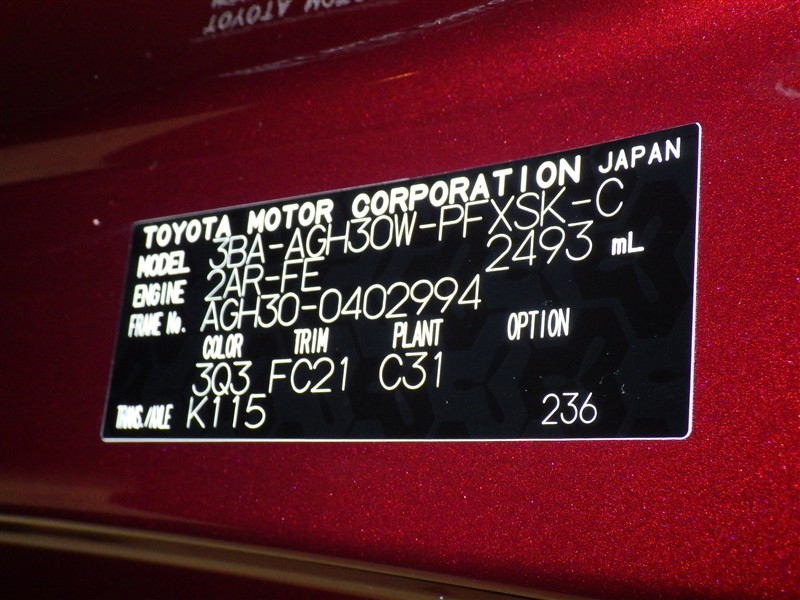 TOYOTA MOTOR CORPORATION JAPAN
MODEL 3BA-AGH30W-PFXSK-C
ENGINE 2AR-FE 2493 mL
FRAME No. AGH30-0402994
COLOR TRIM PLANT OPTION
3Q3 FC21 C31
TRANS./AXLE K115 236